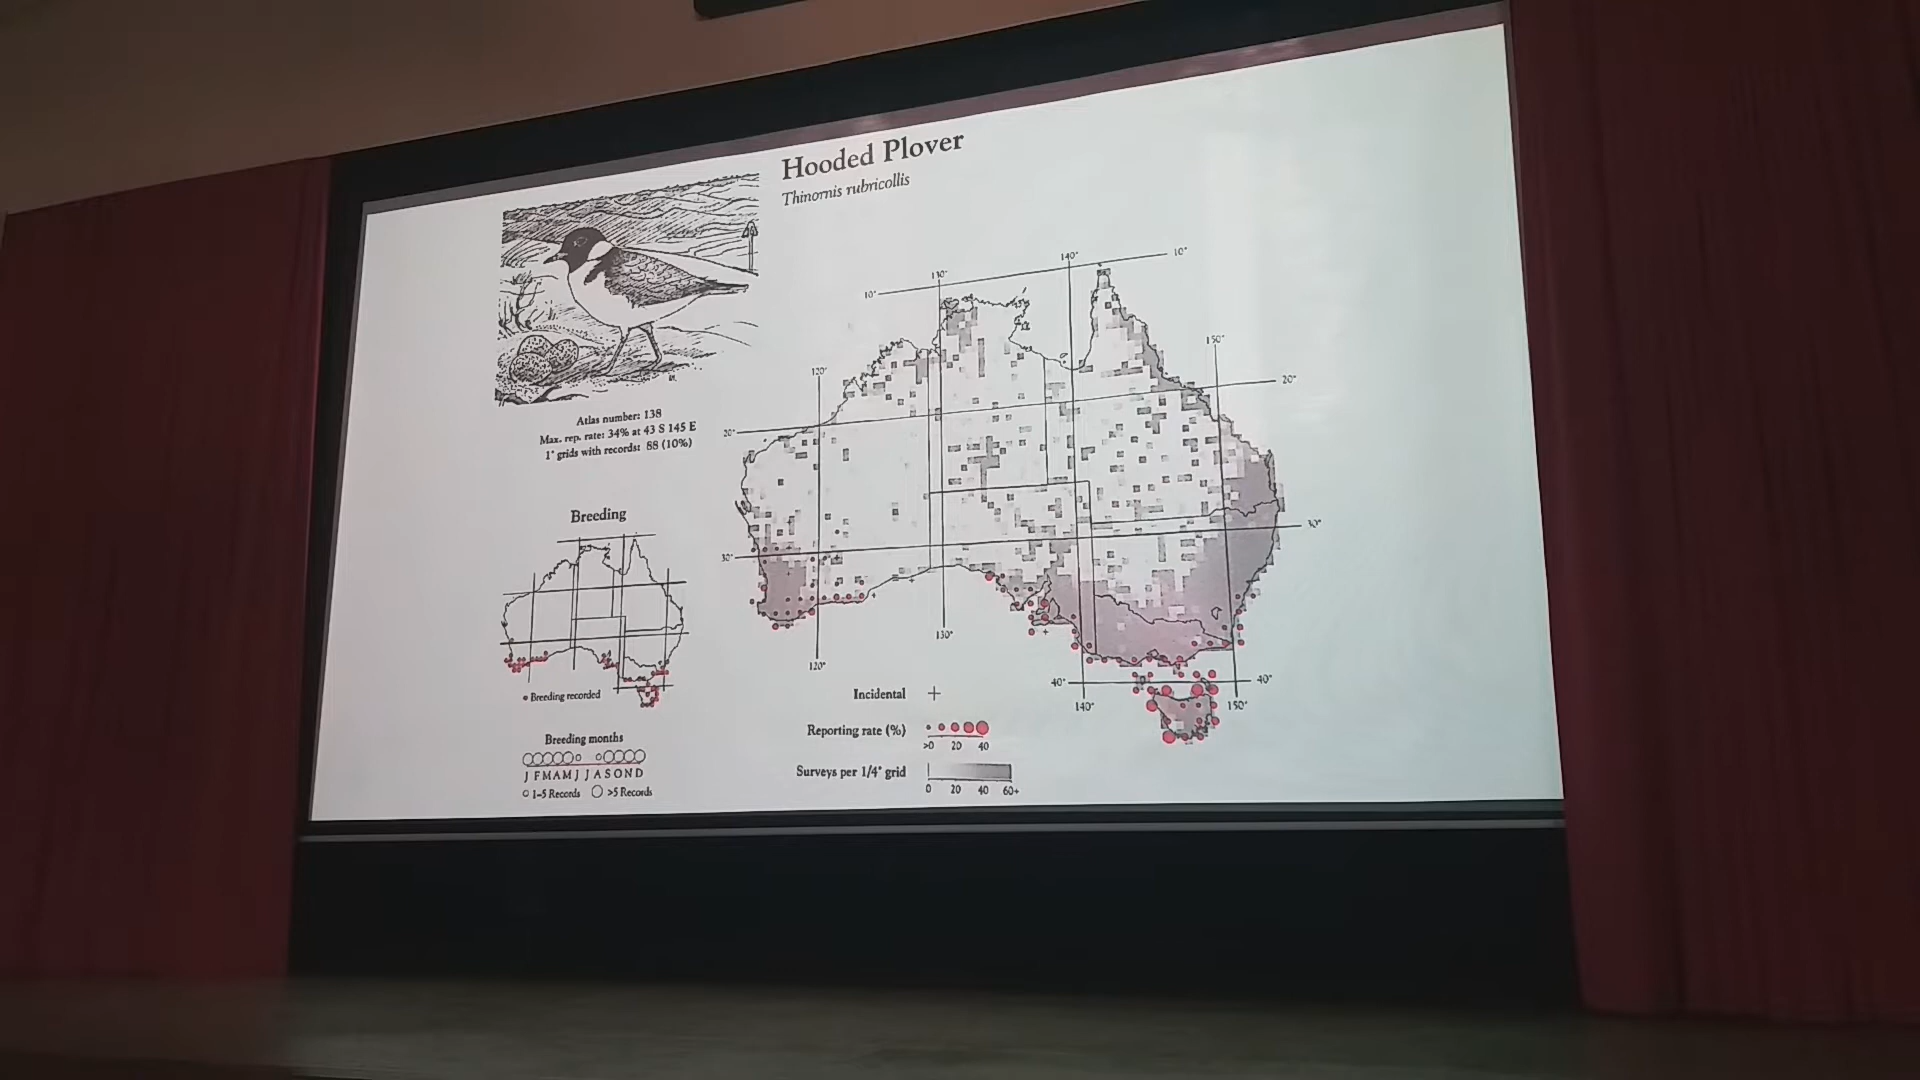 Hooded Plover
Thinornis rubricollis
Atlas number: 138
Max. rep. rate: 34% at 43 S 145 E
1° grids with records: 88 (10%)
Breeding
• Breeding recorded
Breeding months
J F M A M J J A S O N D
1-5 Records >5 Records
10° 130° 140° 10°
120° 150°
20° 20°
30° 30°
120° 130°
40° 140° 150° 40°
Incidental +
Reporting rate (%)
>0 20 40
Surveys per 1/4° grid
0 20 40 60+